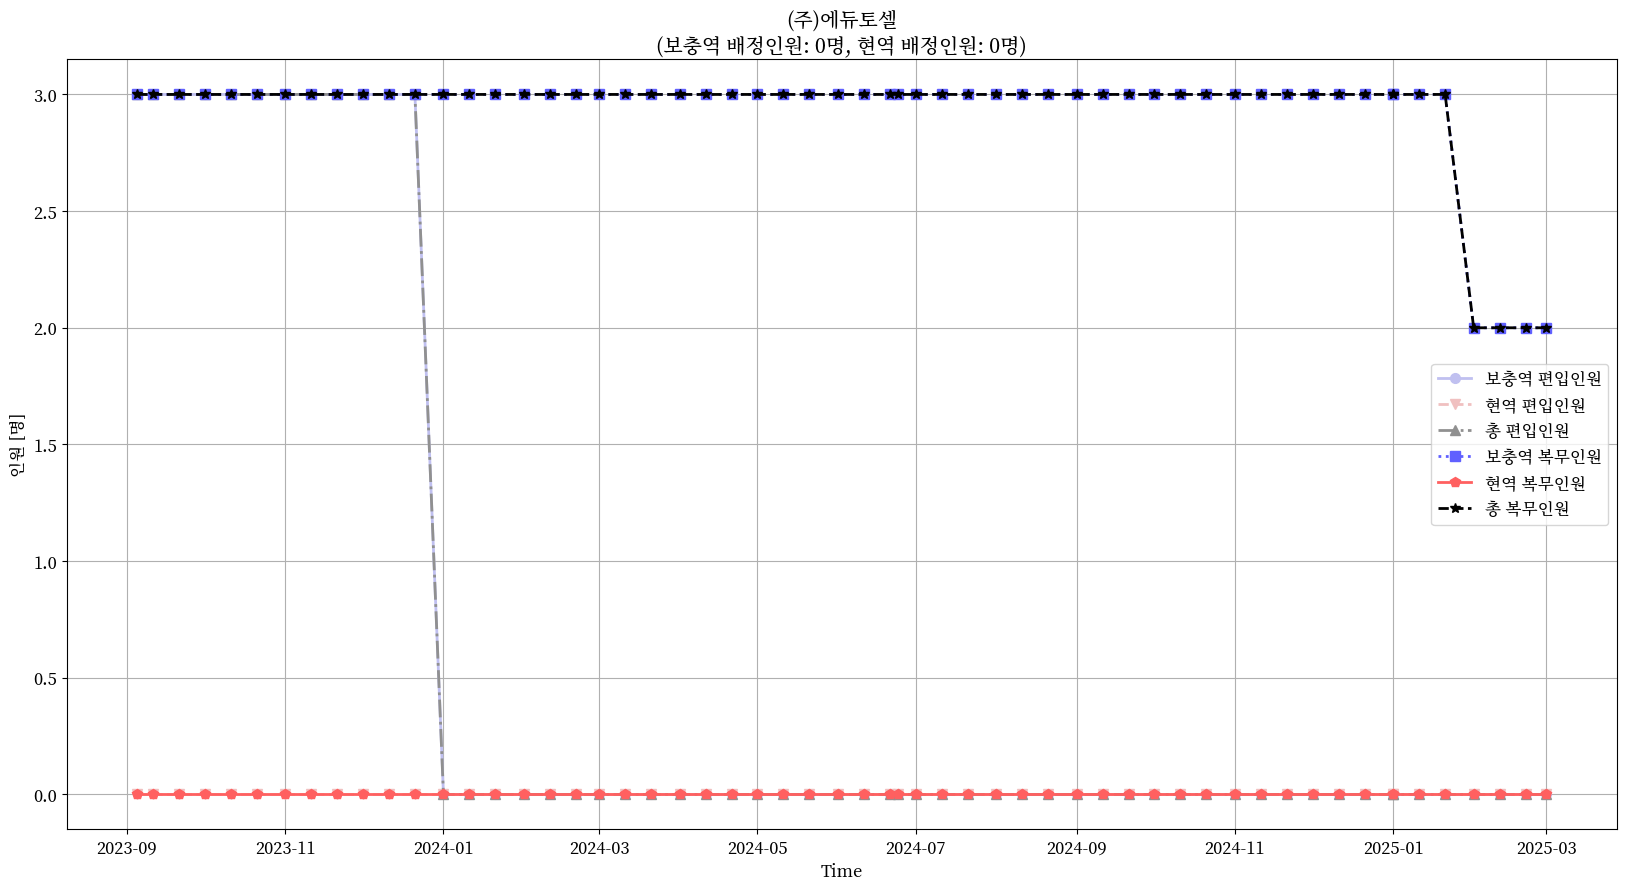 (주)에듀토셀
(보충역 배정인원: 0명, 현역 배정인원: 0명)
인원 [명]
3.0
2.5
2.0
1.5
1.0
0.5
0.0
보충역 편입인원
현역 편입인원
총 편입인원
보충역 복무인원
현역 복무인원
총 복무인원
2023-09
2023-11
2024-01
2024-03
2024-05
2024-07
2024-09
2024-11
2025-01
2025-03
Time